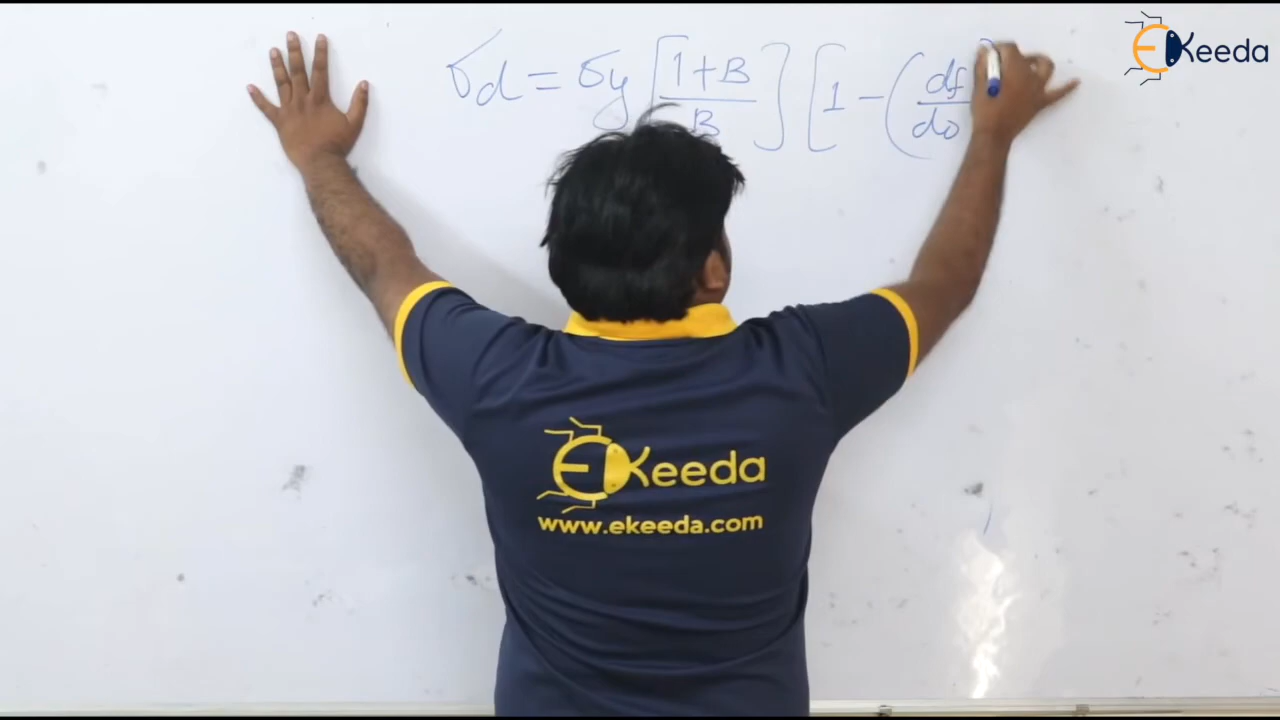 σd = σy [1+B / B] [1 - (df / do)
EKeeda
EKeeda
www.ekeeda.com